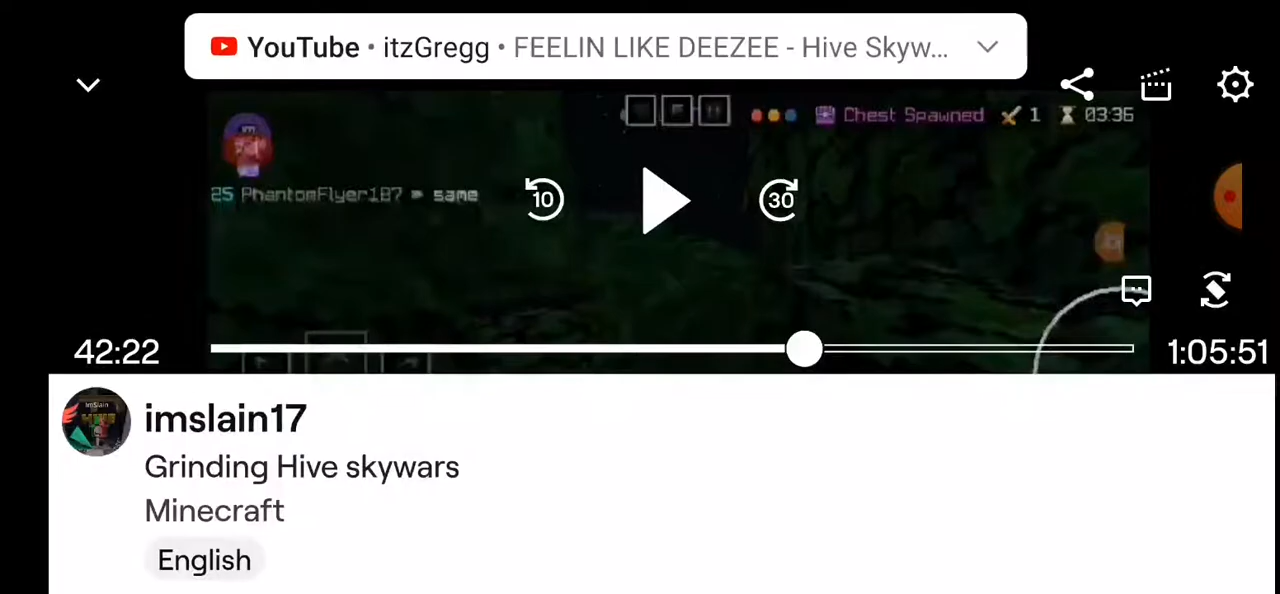 YouTube • itzGregg • FEELIN LIKE DEEZEE - Hive Skyw...
Chest Spawned 1 03:36
25 PhantomFlyer187 » same
10
30
42:22
1:05:51
imslain17
Grinding Hive skywars
Minecraft
English